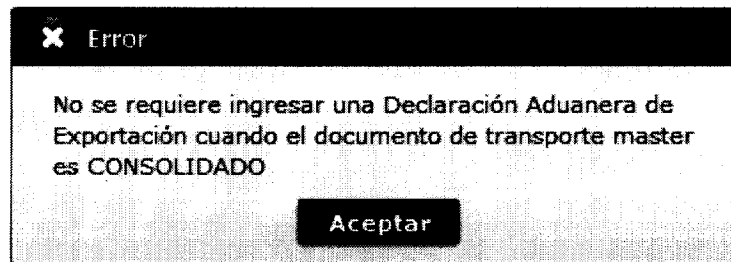 Error
No se requiere ingresar una Declaración Aduanera de
Exportación cuando el documento de transporte master
es CONSOLIDADO
Aceptar